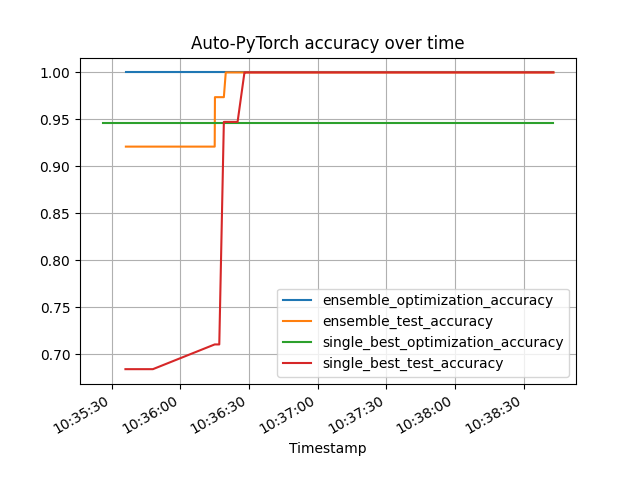 Auto-PyTorch accuracy over time
1.00
0.95
0.90
0.85
0.80
0.75
0.70
ensemble_optimization_accuracy
ensemble_test_accuracy
single_best_optimization_accuracy
single_best_test_accuracy
10:35:30
10:36:00
10:36:30
10:37:00
10:37:30
10:38:00
10:38:30
Timestamp